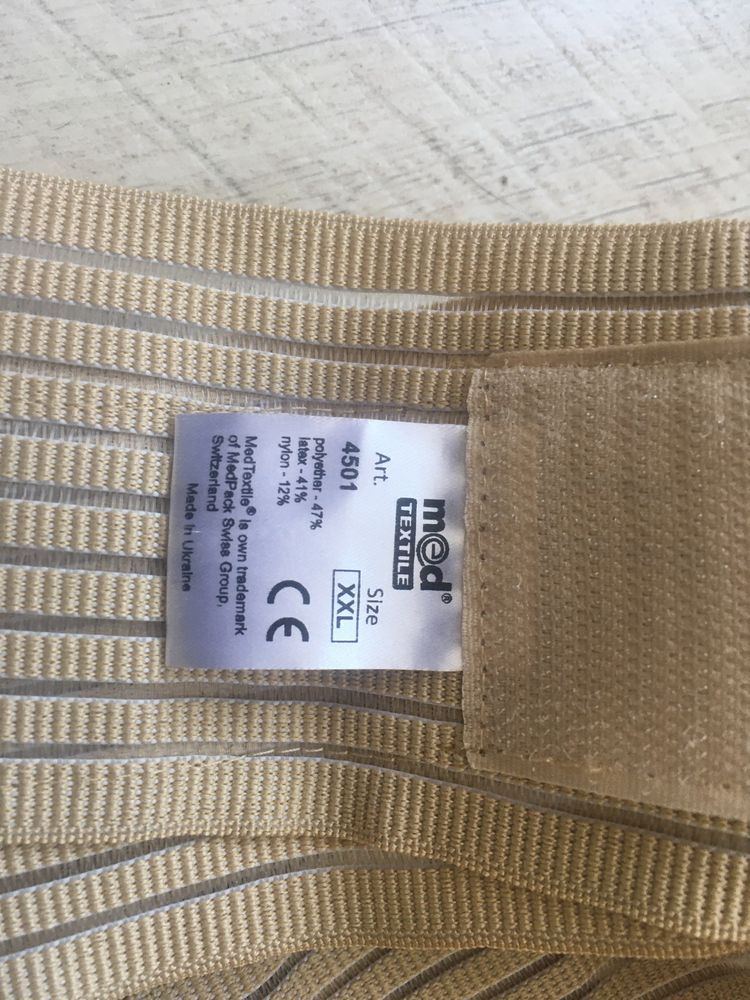 med®
TEXTILE
Art.
Size
4501
XXL
polyether - 47%
latex - 41%
nylon - 12%
CE
MedTextile® is own trademark
of MedPack Swiss Group,
Switzerland
Made in Ukraine